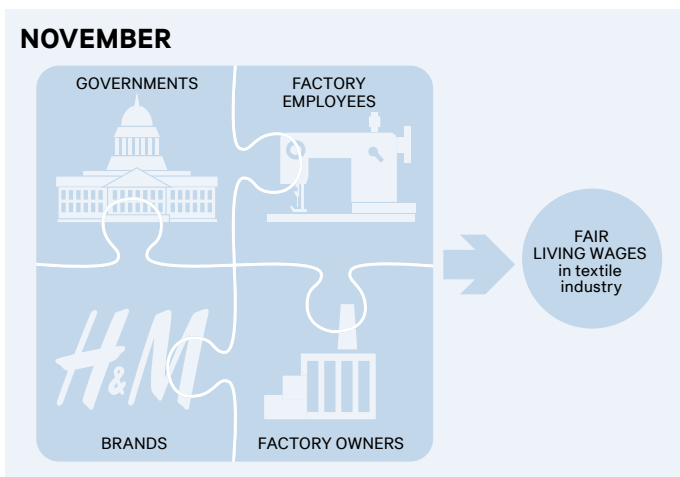 NOVEMBER
GOVERNMENTS
FACTORY
EMPLOYEES
H&M
BRANDS
FACTORY OWNERS
FAIR
LIVING WAGES
in textile
industry